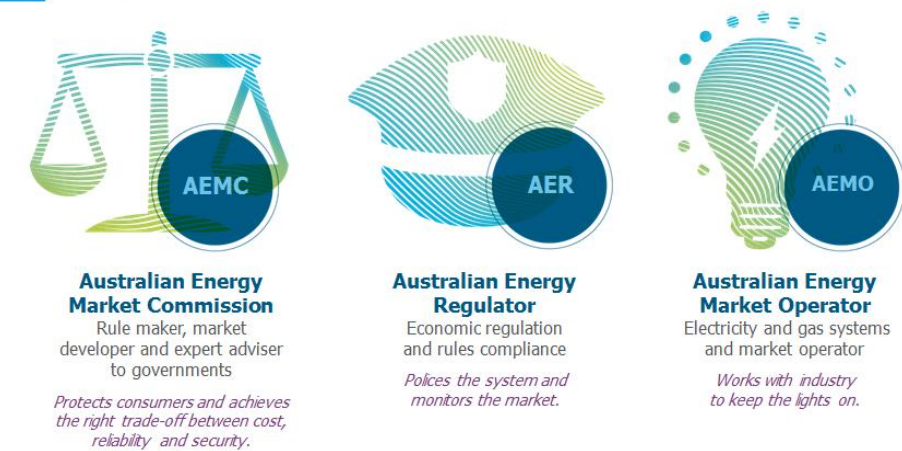 AEMC
Australian Energy
Market Commission
Rule maker, market
developer and expert adviser
to governments
Protects consumers and achieves
the right trade-off between cost,
reliability and security.
AER
Australian Energy
Regulator
Economic regulation
and rules compliance
Polices the system and
monitors the market.
AEMO
Australian Energy
Market Operator
Electricity and gas systems
and market operator
Works with industry
to keep the lights on.